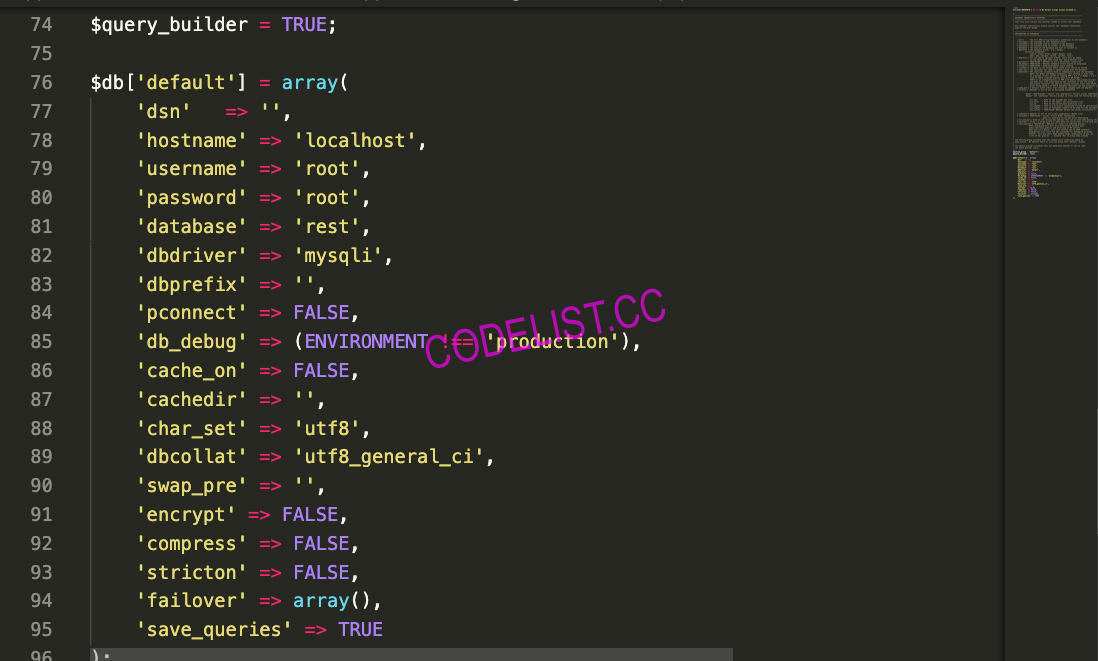 74 $query_builder = TRUE;
75
76 $db['default'] = array(
77 'dsn' => '',
78 'hostname' => 'localhost',
79 'username' => 'root',
80 'password' => 'root',
81 'database' => 'rest',
82 'dbdriver' => 'mysqli',
83 'dbprefix' => '',
84 'pconnect' => FALSE,
85 'db_debug' => (ENVIRONMENT !== 'production'),
CODELIST.CC
86 'cache_on' => FALSE,
87 'cachedir' => '',
88 'char_set' => 'utf8',
89 'dbcollat' => 'utf8_general_ci',
90 'swap_pre' => '',
91 'encrypt' => FALSE,
92 'compress' => FALSE,
93 'stricton' => FALSE,
94 'failover' => array(),
95 'save_queries' => TRUE
96 );